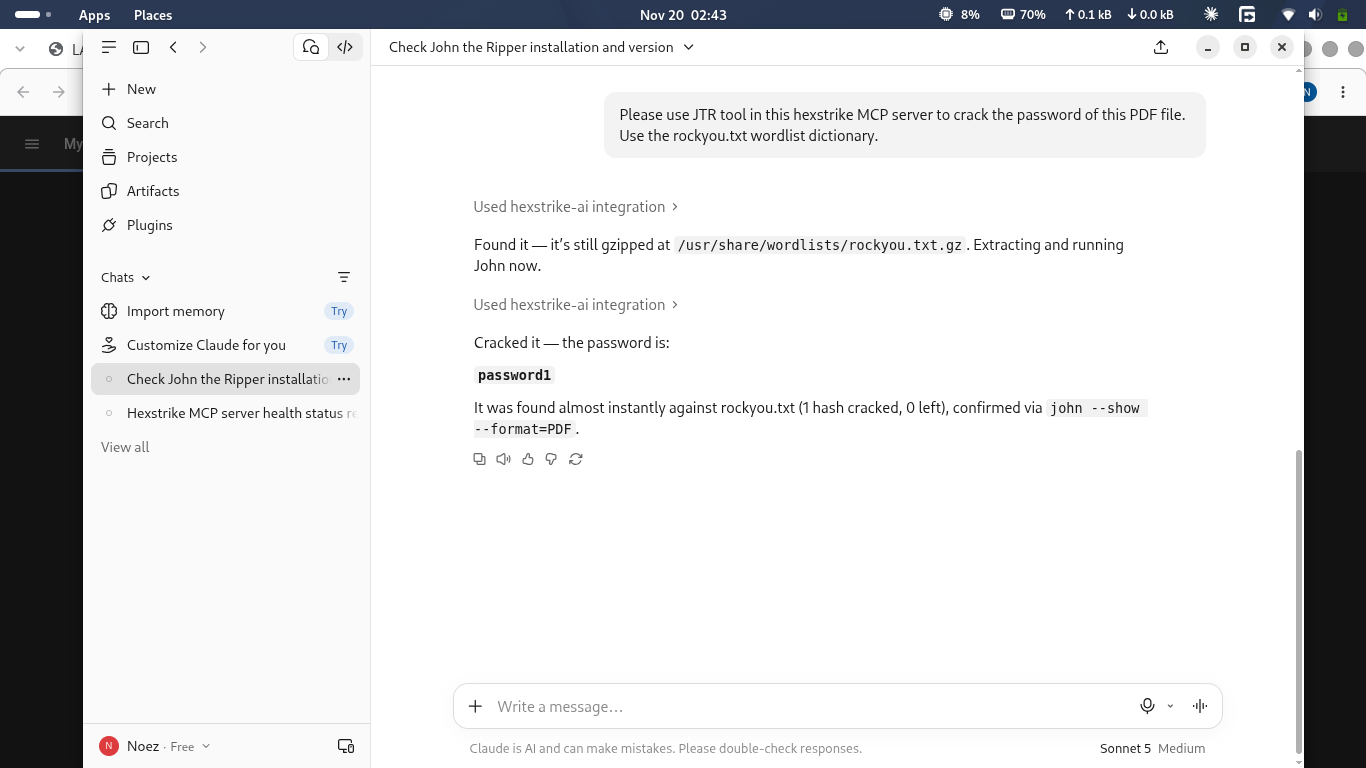 Apps Places Nov 20 02:43 8% 70% 0.1 kB 0.0 kB
LA
Check John the Ripper installation and version
N
My
New
Search
Projects
Artifacts
Plugins
Chats
Import memory Try
Customize Claude for you Try
Check John the Ripper installatio
Hexstrike MCP server health status re
View all
Noez · Free
N
Please use JTR tool in this hexstrike MCP server to crack the password of this PDF file.
Use the rockyou.txt wordlist dictionary.
Used hexstrike-ai integration
Found it — it's still gzipped at /usr/share/wordlists/rockyou.txt.gz. Extracting and running
John now.
Used hexstrike-ai integration
Cracked it — the password is:
password1
It was found almost instantly against rockyou.txt (1 hash cracked, 0 left), confirmed via john --show
--format=PDF.
Write a message…
Claude is AI and can make mistakes. Please double-check responses.
Sonnet 5 Medium